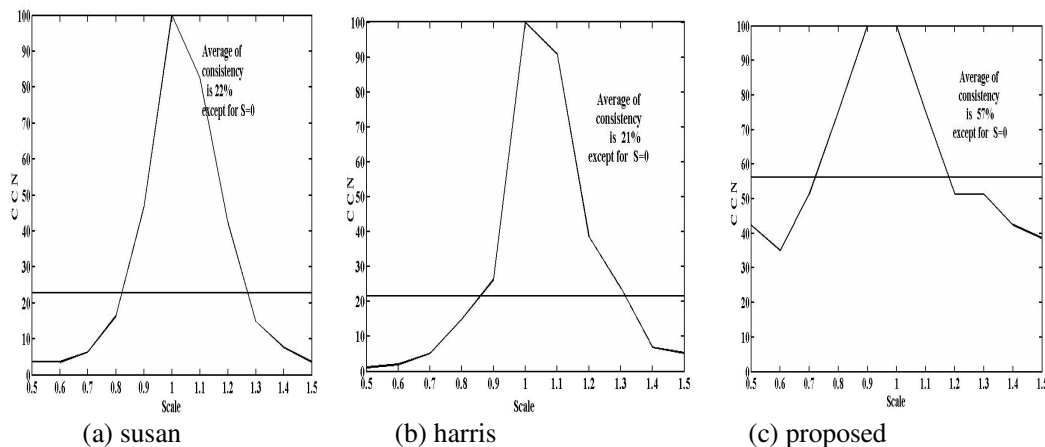 100
90
80
70
60
50
40
30
20
10
0
C C N
Average of
consistency
is 22%
except for S=0
0.5 0.6 0.7 0.8 0.9 1 1.1 1.2 1.3 1.4 1.5
Scale
(a) susan
100
90
80
70
60
50
40
30
20
10
0
C C N
Average of
consistency
is 21%
except for S=0
0.5 0.6 0.7 0.8 0.9 1 1.1 1.2 1.3 1.4 1.5
Scale
(b) harris
100
90
80
70
60
50
40
30
20
10
0
C C N
Average of
consistency
is 57%
except for S=0
0.5 0.6 0.7 0.8 0.9 1 1.1 1.2 1.3 1.4 1.5
Scale
(c) proposed